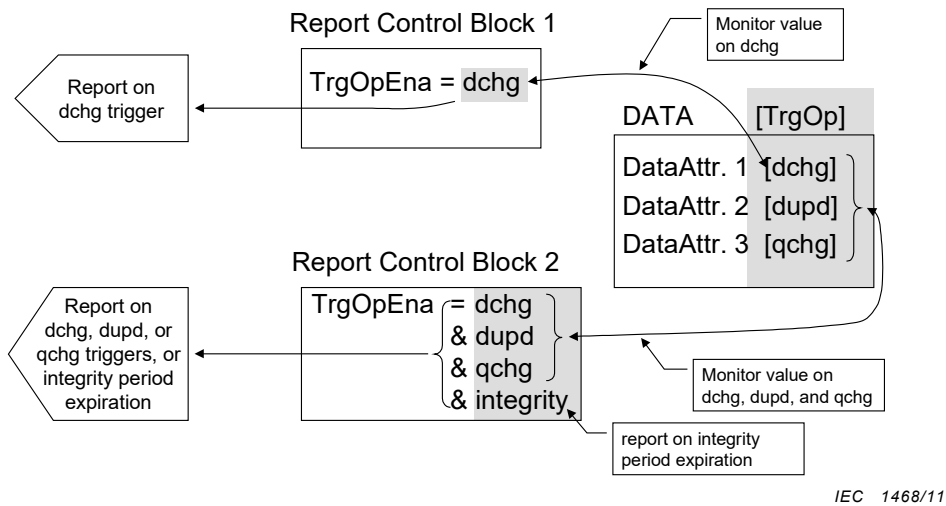 Report Control Block 1
TrgOpEna = dchg
Report on
dchg trigger
Monitor value
on dchg
DATA [TrgOp]
DataAttr. 1 [dchg]
DataAttr. 2 [dupd]
DataAttr. 3 [qchg]
Report Control Block 2
TrgOpEna = dchg
& dupd
& qchg
& integrity
Report on
dchg, dupd, or
qchg triggers, or
integrity period
expiration
Monitor value on
dchg, dupd, and qchg
report on integrity
period expiration
IEC 1468/11